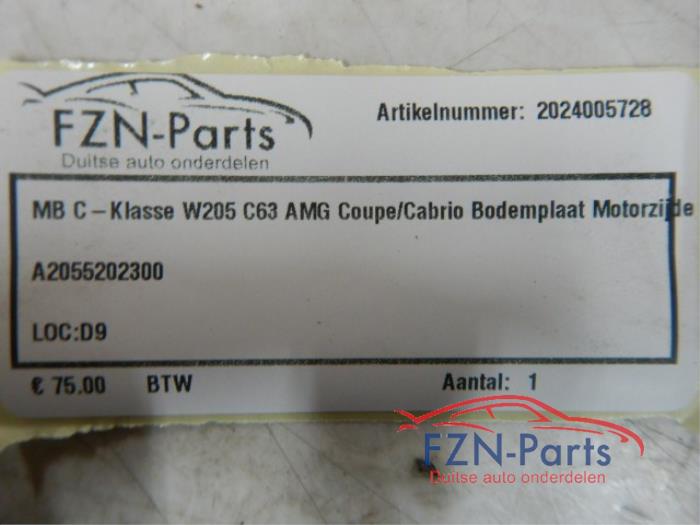 FZN-Parts
Duitse auto onderdelen
Artikelnummer: 2024005728
MB C-Klasse W205 C63 AMG Coupe/Cabrio Bodemplaat Motorzijde
A2055202300
LOC:D9
€ 75.00 BTW Aantal: 1
FZN-Parts
Duitse auto onderdelen